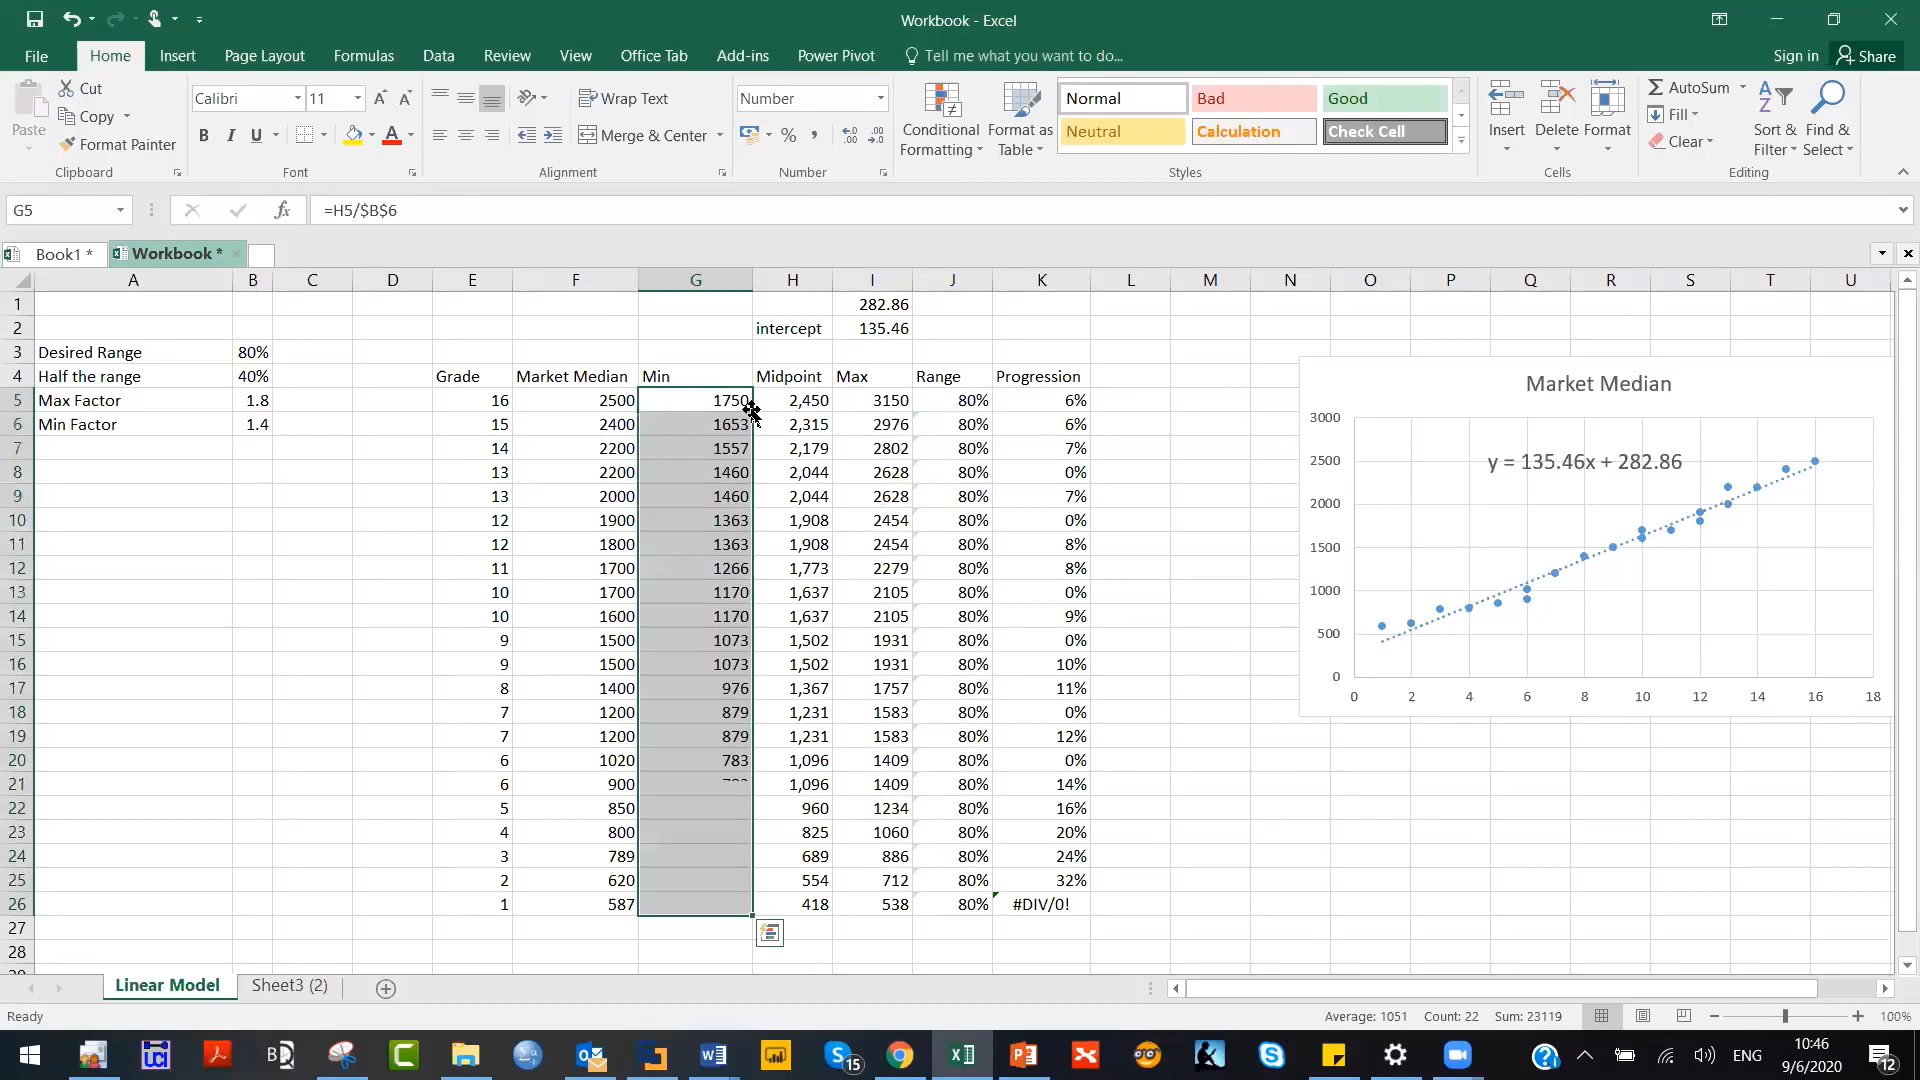 Workbook - Excel
File Home Insert Page Layout Formulas Data Review View Office Tab Add-ins Power Pivot Tell me what you want to do... Sign in Share
Paste Cut Copy Format Painter
Calibri 11 A A B I U A
Wrap Text Merge & Center
Number % ,
Conditional Formatting Format as Table
Normal Bad Good
Neutral Calculation Check Cell
Insert Delete Format
AutoSum Fill Clear Sort & Filter Find & Select
Clipboard Font Alignment Number Styles Cells Editing
G5 fx =H5/$B$6
Book1 * Workbook *
A B C D E F G H I J K L M N O P Q R S T U
1 282.86
2 intercept 135.46
3 Desired Range 80%
4 Half the range 40% Grade Market Median Min Midpoint Max Range Progression
5 Max Factor 1.8 16 2500 1750 2,450 3150 80% 6%
6 Min Factor 1.4 15 2400 1653 2,315 2976 80% 6%
7 14 2200 1557 2,179 2802 80% 7%
8 13 2200 1460 2,044 2628 80% 0%
9 13 2000 1460 2,044 2628 80% 7%
10 12 1900 1363 1,908 2454 80% 0%
11 12 1800 1363 1,908 2454 80% 8%
12 11 1700 1266 1,773 2279 80% 8%
13 10 1700 1170 1,637 2105 80% 0%
14 10 1600 1170 1,637 2105 80% 9%
15 9 1500 1073 1,502 1931 80% 0%
16 9 1500 1073 1,502 1931 80% 10%
17 8 1400 976 1,367 1757 80% 11%
18 7 1200 879 1,231 1583 80% 0%
19 7 1200 879 1,231 1583 80% 12%
20 6 1020 783 1,096 1409 80% 0%
21 6 900 1,096 1409 80% 14%
22 5 850 960 1234 80% 16%
23 4 800 825 1060 80% 20%
24 3 789 689 886 80% 24%
25 2 620 554 712 80% 32%
26 1 587 418 538 80% #DIV/0!
27
28
Market Median
y = 135.46x + 282.86
3000
2500
2000
1500
1000
500
0
0 2 4 6 8 10 12 14 16 18
Linear Model Sheet3 (2)
Ready Average: 1051 Count: 22 Sum: 23119 100%
15 ENG 10:46
9/6/2020 12